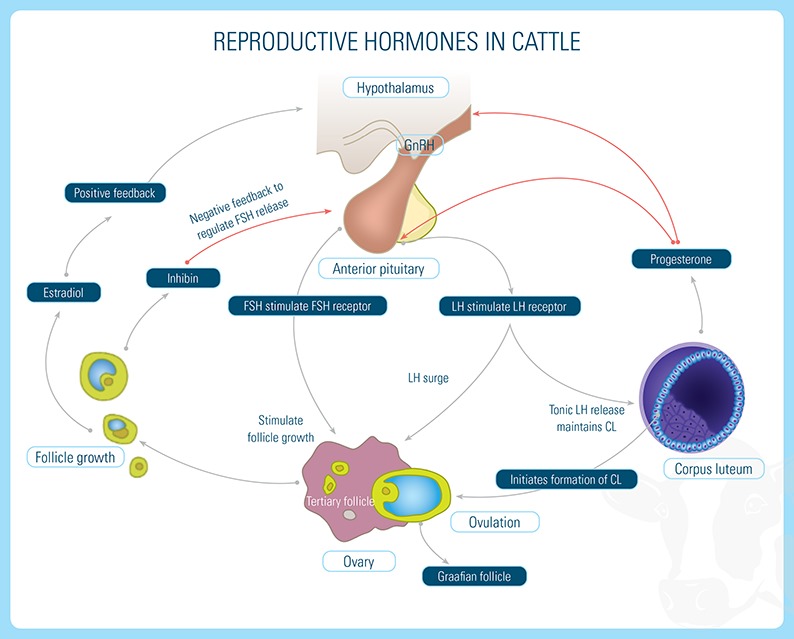 REPRODUCTIVE HORMONES IN CATTLE
Hypothalamus
GnRH
Positive feedback
Negative feedback to
regulate FSH reléase
Anterior pituitary
Progesterone
Inhibin
Estradiol
FSH stimulate FSH receptor
LH stimulate LH receptor
LH surge
Tonic LH release
maintains CL
Stimulate
follicle growth
Follicle growth
Corpus luteum
Initiates formation of CL
Tertiary follicle
Ovulation
Ovary
Graafian follicle